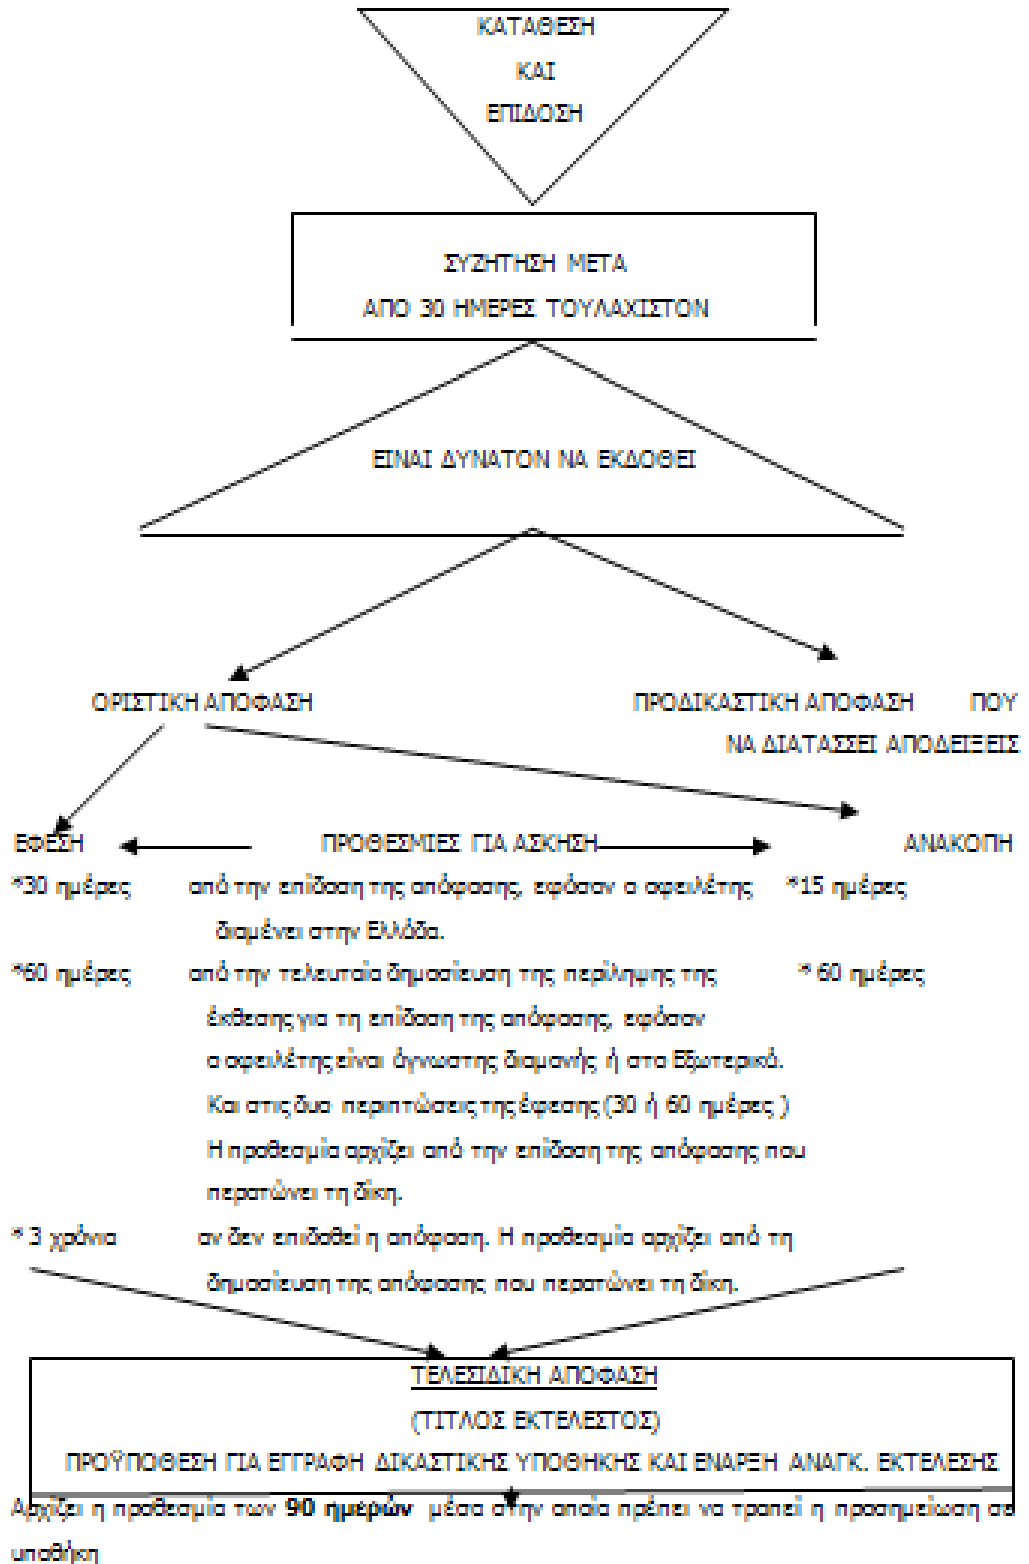 ΚΑΤΑΘΕΣΗ
ΚΑΙ
ΕΠΙΔΟΣΗ
ΣΥΖΗΤΗΣΗ ΜΕΤΑ
ΑΠΟ 30 ΗΜΕΡΕΣ ΤΟΥΛΑΧΙΣΤΟΝ
ΕΙΝΑΙ ΔΥΝΑΤΟΝ ΝΑ ΕΚΔΟΘΕΙ
ΟΡΙΣΤΙΚΗ ΑΠΟΦΑΣΗ ΠΡΟΔΙΚΑΣΤΙΚΗ ΑΠΟΦΑΣΗ ΠΟΥ
ΝΑ ΔΙΑΤΑΣΣΕΙ ΑΠΟΔΕΙΞΕΙΣ
ΕΦΕΣΗ ΠΡΟΘΕΣΜΙΕΣ ΓΙΑ ΑΣΚΗΣΗ ΑΝΑΚΟΠΗ
*30 ημέρες από την επίδοση της απόφασης, εφόσον ο οφειλέτης *15 ημέρες
διαμένει στην Ελλάδα.
*60 ημέρες από την τελευταία δημοσίευση της περίληψης της * 60 ημέρες
έκθεσης για τη επίδοση της απόφασης, εφόσον
ο οφειλέτης είναι άγνωστης διαμονής ή στο Εξωτερικό.
Και στις δυο περιπτώσεις της έφεσης (30 ή 60 ημέρες )
Η προθεσμία αρχίζει από την επίδοση της απόφασης που
περατώνει τη δίκη.
* 3 χρόνια αν δεν επιδοθεί η απόφαση. Η προθεσμία αρχίζει από τη
δημοσίευση της απόφασης που περατώνει τη δίκη.
ΤΕΛΕΣΙΔΙΚΗ ΑΠΟΦΑΣΗ
(ΤΙΤΛΟΣ ΕΚΤΕΛΕΣΤΟΣ)
ΠΡΟΫΠΟΘΕΣΗ ΓΙΑ ΕΓΓΡΑΦΗ ΔΙΚΑΣΤΙΚΗΣ ΥΠΟΘΗΚΗΣ ΚΑΙ ΕΝΑΡΞΗ ΑΝΑΓΚ. ΕΚΤΕΛΕΣΗΣ
Αρχίζει η προθεσμία των 90 ημερών μέσα στην οποία πρέπει να τραπεί η προσημείωση σε
υποθήκη